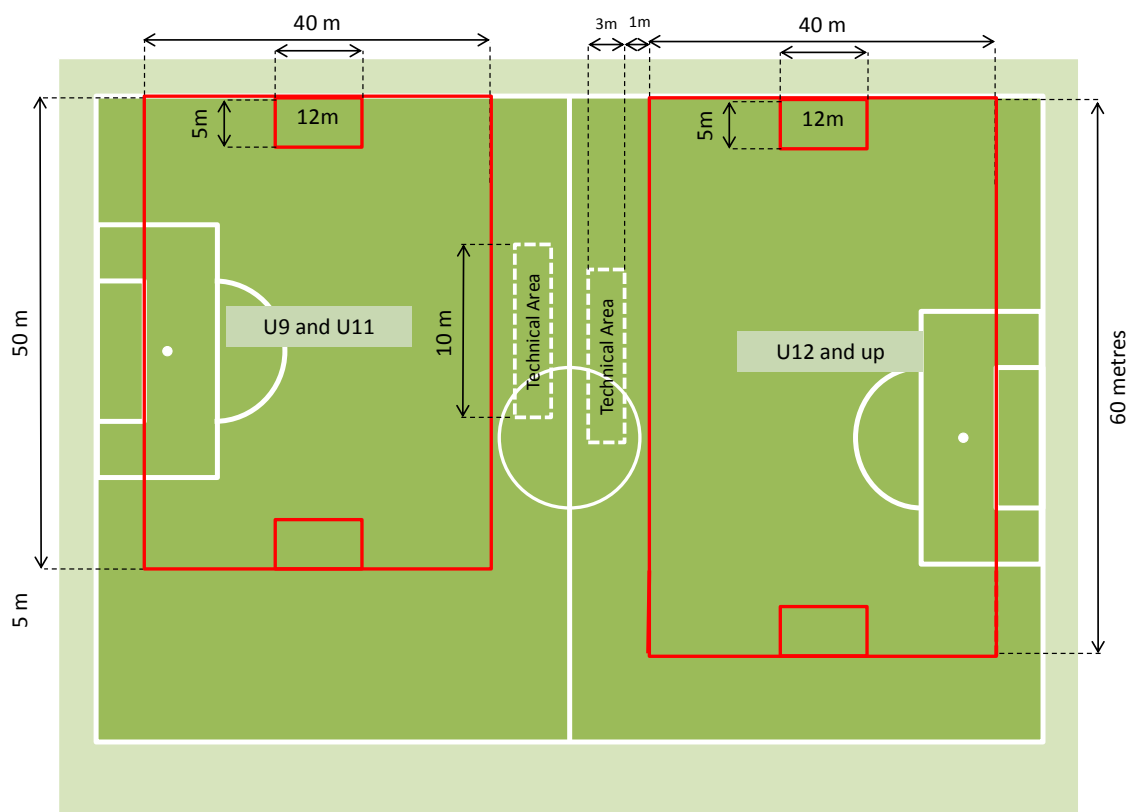 40 m
3m
1m
40 m
5m
12m
5m
12m
50 m
10 m
Technical Area
Technical Area
U9 and U11
U12 and up
60 metres
5 m